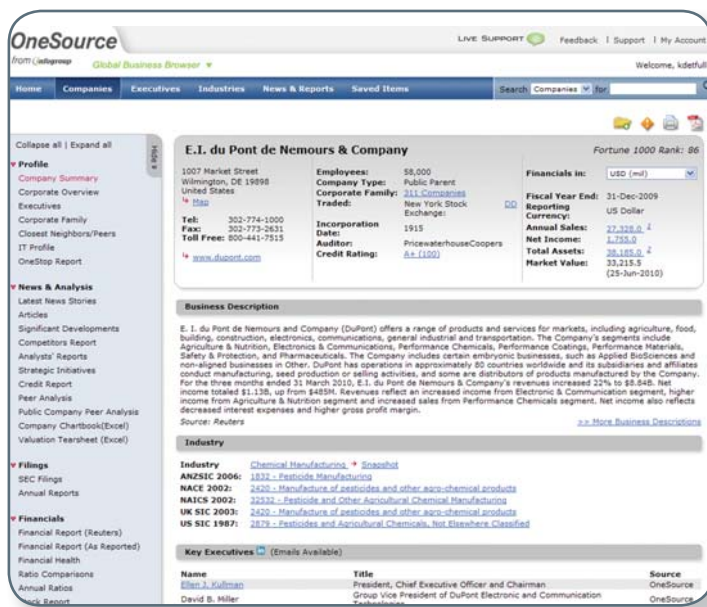 OneSource
from infogroup
Global Business Browser
LIVE SUPPORT
Feedback | Support | My Account
Welcome, kdetfull
Home Companies Executives Industries News & Reports Saved Items
Search Companies for
Collapse all | Expand all
Hide
Profile
Company Summary
Corporate Overview
Executives
Corporate Family
Closest Neighbors/Peers
IT Profile
OneStop Report
News & Analysis
Latest News Stories
Articles
Significant Developments
Competitors Report
Analysts' Reports
Strategic Initiatives
Credit Report
Peer Analysis
Public Company Peer Analysis
Company Chartbook(Excel)
Valuation Tearsheet (Excel)
Filings
SEC Filings
Annual Reports
Financials
Financial Report (Reuters)
Financial Report (As Reported)
Financial Health
Ratio Comparisons
Annual Ratios
Stock Report
E.I. du Pont de Nemours & Company
Fortune 1000 Rank: 86
1007 Market Street
Wilmington, DE 19898
United States
Map
Tel: 302-774-1000
Fax: 302-773-2631
Toll Free: 800-441-7515
www.dupont.com
Employees: 58,000
Company Type: Public Parent
Corporate Family: 311 Companies
Traded: New York Stock DD
Exchange:
Incorporation
Date: 1915
Auditor: PricewaterhouseCoopers
Credit Rating: A+ (100)
Financials in: USD (mil)
Fiscal Year End: 31-Dec-2009
Reporting
Currency: US Dollar
Annual Sales: 27,328.0
Net Income: 1,755.0
Total Assets: 38,185.0
Market Value: 33,215.5
(25-Jun-2010)
Business Description
E. I. du Pont de Nemours and Company (DuPont) offers a range of products and services for markets, including agriculture, food,
building, construction, electronics, communications, general industrial and transportation. The Company's segments include
Agriculture & Nutrition, Electronics & Communications, Performance Chemicals, Performance Coatings, Performance Materials,
Safety & Protection, and Pharmaceuticals. The Company includes certain embryonic businesses, such as Applied BioSciences and
non-aligned businesses in Other. DuPont has operations in approximately 80 countries worldwide and its subsidiaries and affiliates
conduct manufacturing, seed production or selling activities, and some are distributors of products manufactured by the Company.
For the three months ended 31 March 2010, E.I. du Pont de Nemours & Company's revenues increased 22% to $8.84B. Net
income totaled $1.13B, up from $485M. Revenues reflect an increased income from Electronic & Communication segment, higher
income from Agriculture & Nutrition segment and increased sales from Performance Chemicals segment. Net income also reflects
decreased interest expenses and higher gross profit margin.
Source: Reuters
>> More Business Descriptions
Industry
Industry Chemical Manufacturing Snapshot
ANZSIC 2006: 1832 - Pesticide Manufacturing
NACE 2002: 2420 - Manufacture of pesticides and other agro-chemical products
NAICS 2002: 32532 - Pesticide and Other Agricultural Chemical Manufacturing
UK SIC 2003: 2420 - Manufacture of pesticides and other agro-chemical products
US SIC 1987: 2879 - Pesticides and Agricultural Chemicals, Not Elsewhere Classified
Key Executives (Emails Available)
Name Title Source
Ellen J. Kullman President, Chief Executive Officer and Chairman OneSource
David B. Miller Group Vice President of DuPont Electronic and Communication OneSource